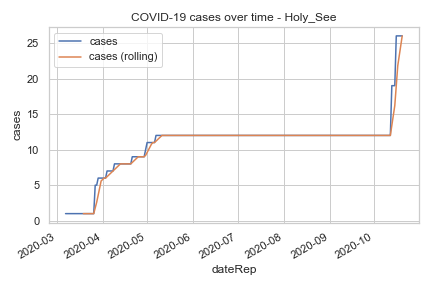 COVID-19 cases over time - Holy_See
cases
cases (rolling)
25
20
15
10
5
0
cases
2020-03
2020-04
2020-05
2020-06
2020-07
2020-08
2020-09
2020-10
dateRep